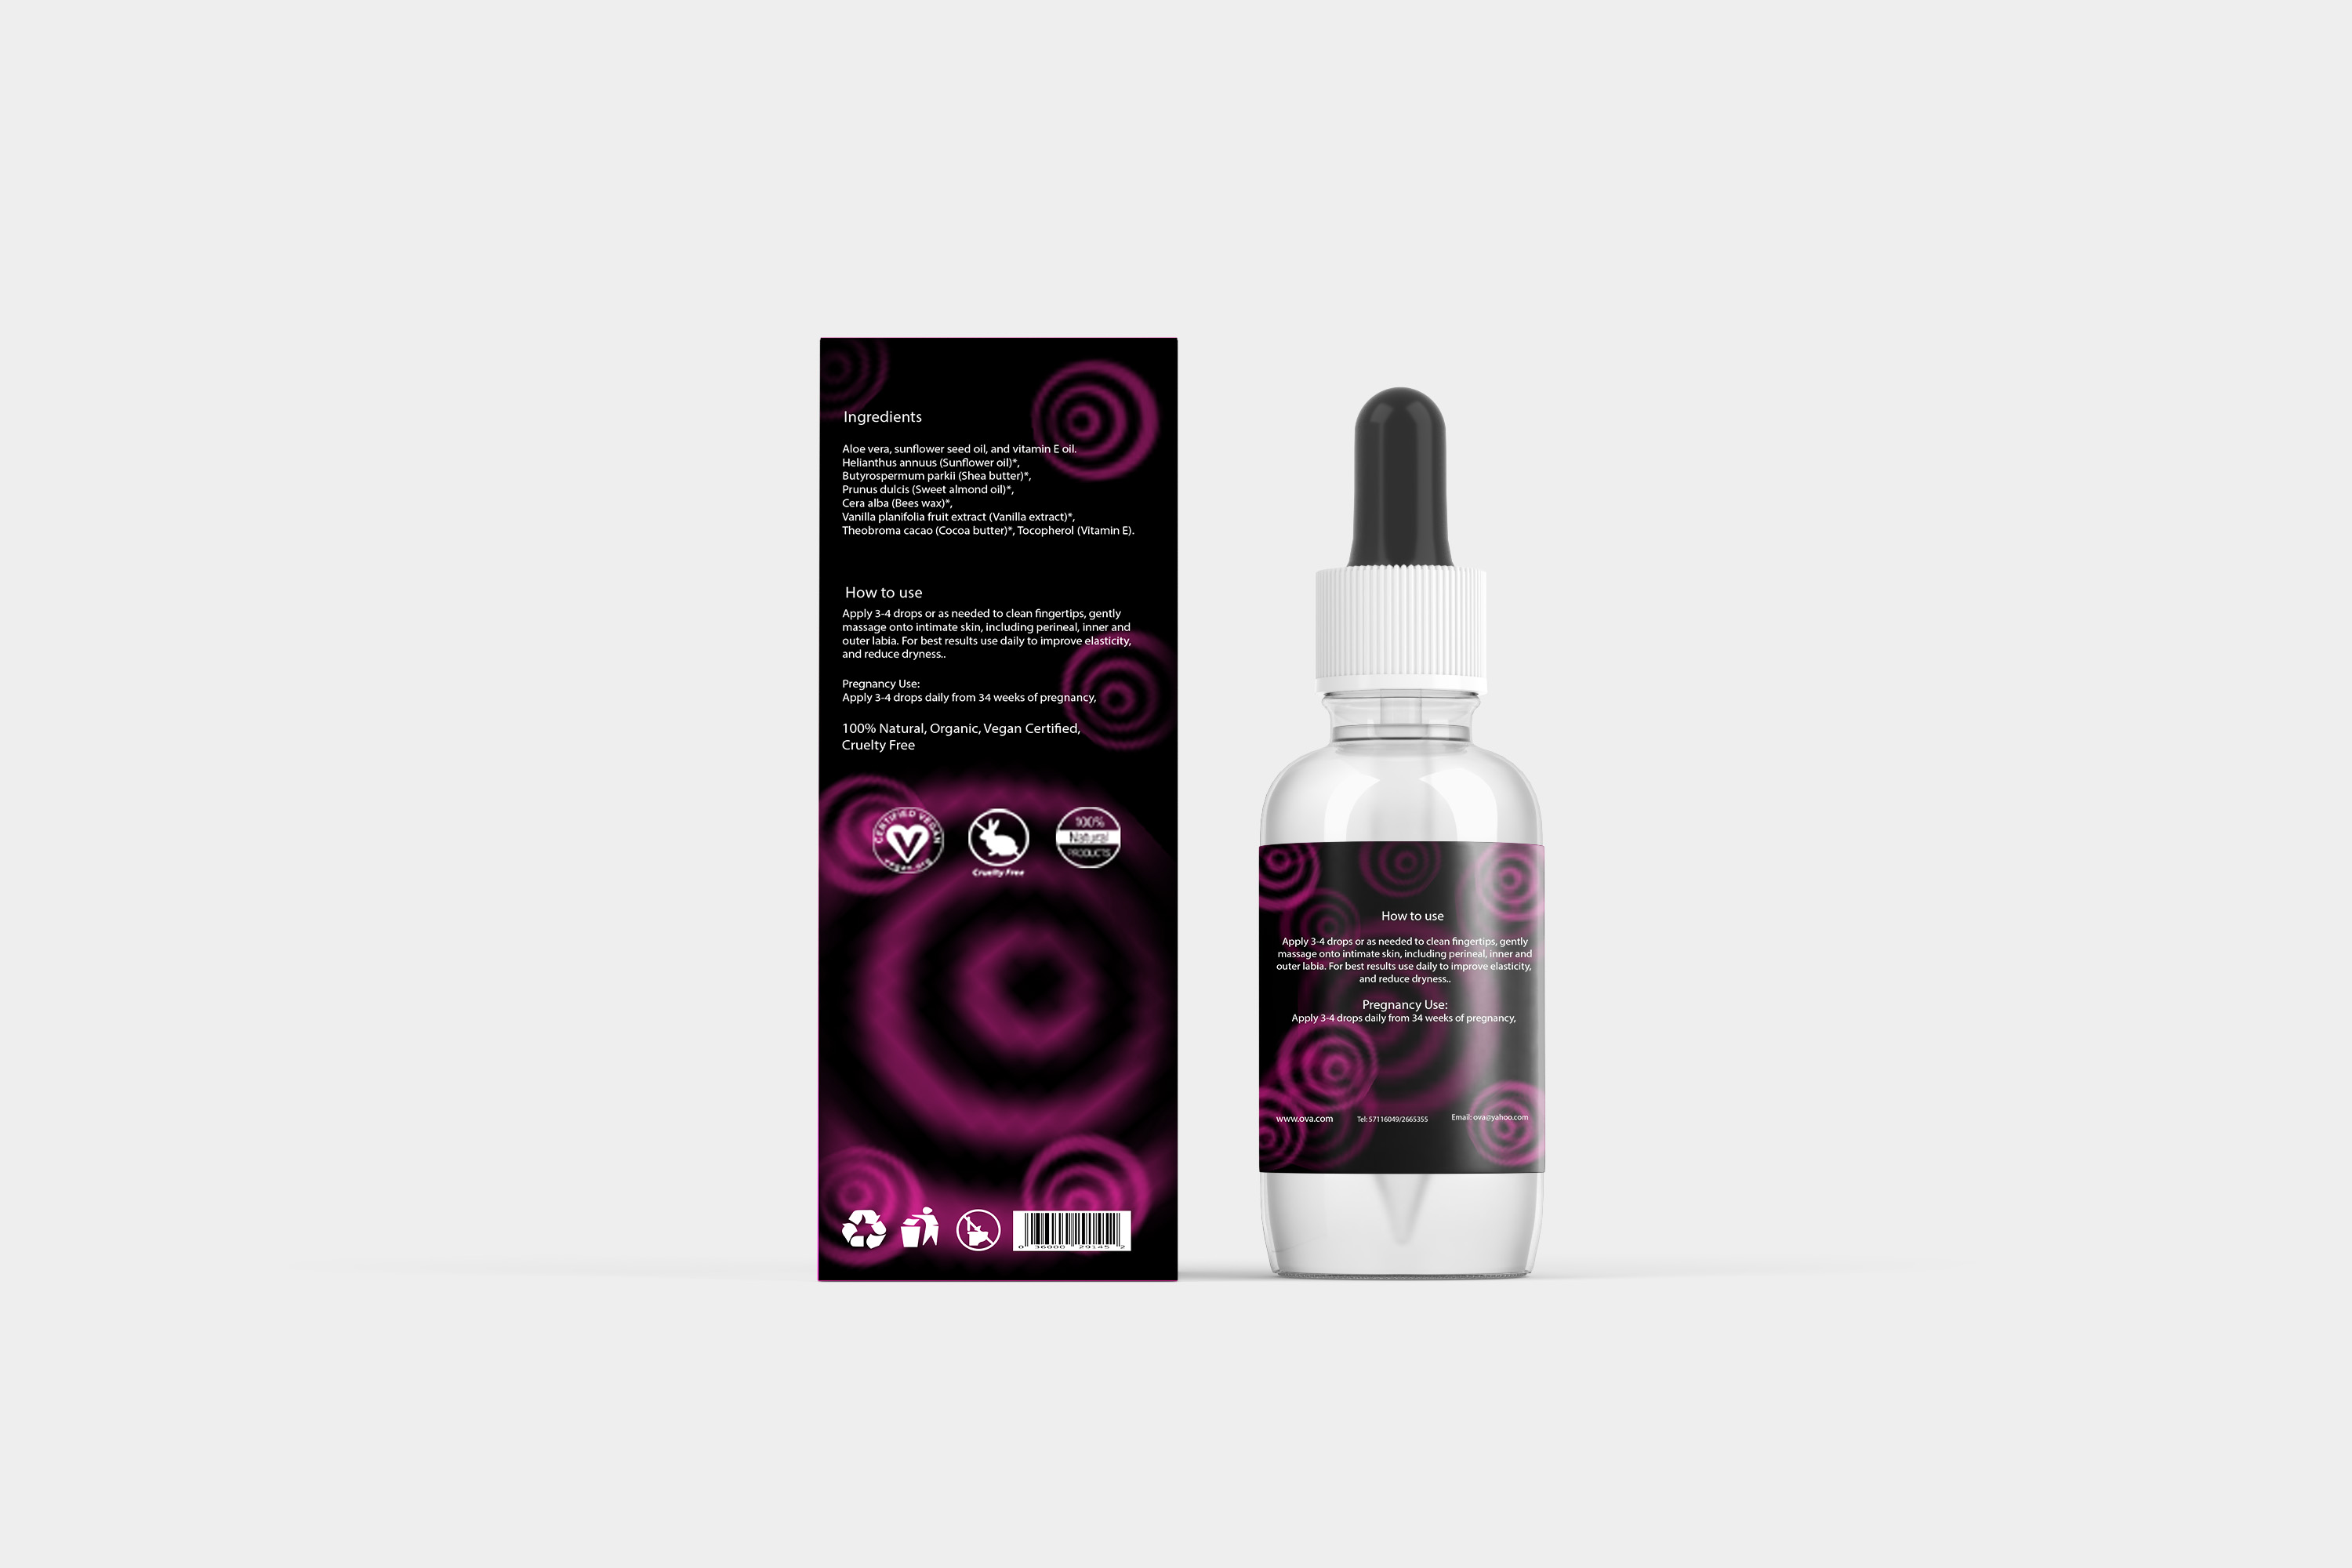 Ingredients
Aloe vera, sunflower seed oil, and vitamin E oil.
Helianthus annuus (Sunflower oil)*,
Butyrospermum parkii (Shea butter)*,
Prunus dulcis (Sweet almond oil)*,
Cera alba (Bees wax)*,
Vanilla planifolia fruit extract (Vanilla extract)*,
Theobroma cacao (Cocoa butter)*, Tocopherol (Vitamin E).
How to use
Apply 3-4 drops or as needed to clean fingertips, gently
massage onto intimate skin, including perineal, inner and
outer labia. For best results use daily to improve elasticity,
and reduce dryness..
Pregnancy Use:
Apply 3-4 drops daily from 34 weeks of pregnancy,
100% Natural, Organic, Vegan Certified,
Cruelty Free
CERTIFIED VEGAN
vegan.org
Cruelty Free
100%
Natural
PRODUCTS
0 36000 29145 2
How to use
Apply 3-4 drops or as needed to clean fingertips, gently
massage onto intimate skin, including perineal, inner and
outer labia. For best results use daily to improve elasticity,
and reduce dryness..
Pregnancy Use:
Apply 3-4 drops daily from 34 weeks of pregnancy,
www.ova.com Tel: 57116049/2665355 Email: ova@yahoo.com